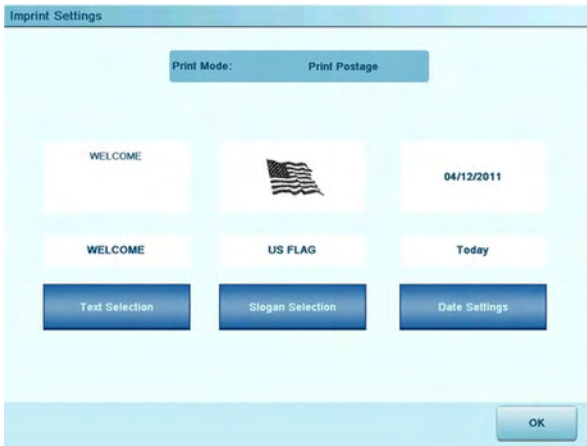 Imprint Settings
Print Mode: Print Postage
WELCOME
04/12/2011
WELCOME US FLAG Today
Text Selection Slogan Selection Date Settings
OK